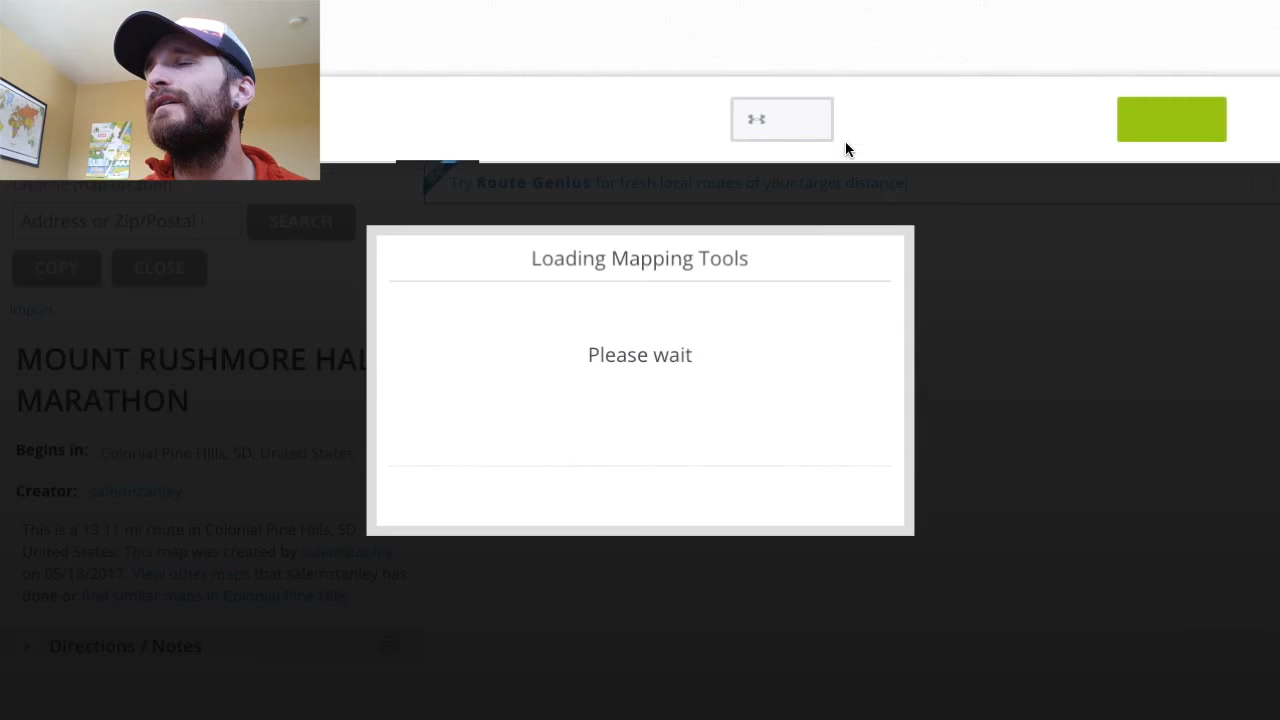 Try Route Genius for fresh local routes of your target distance!
Address or Zip/Postal
SEARCH
COPY
CLOSE
Import
Loading Mapping Tools
Please wait
MOUNT RUSHMORE HAL
MARATHON
Begins in: Colonial Pine Hills, SD, United States
Creator: salemstanley
This is a 13.11 mi route in Colonial Pine Hills, SD,
United States. This map was created by salemstanley
on 05/18/2017. View other maps that salemstanley has
done or find similar maps in Colonial Pine Hills
Directions / Notes